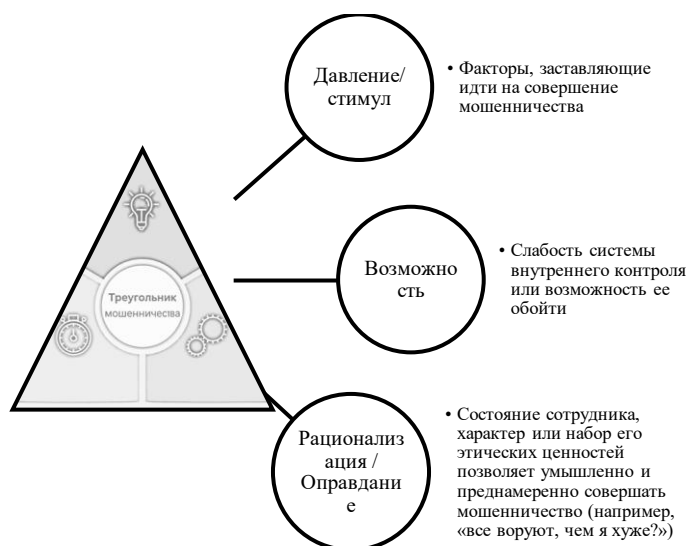 Давление/
стимул
• Факторы, заставляющие
идти на совершение
мошенничества
Треугольник
мошенничества
Возможно
сть
• Слабость системы
внутреннего контроля
или возможность ее
обойти
Рационализ
ация /
Оправдани
е
• Состояние сотрудника,
характер или набор его
этических ценностей
позволяет умышленно и
преднамеренно совершать
мошенничество (например,
«все воруют, чем я хуже?»)